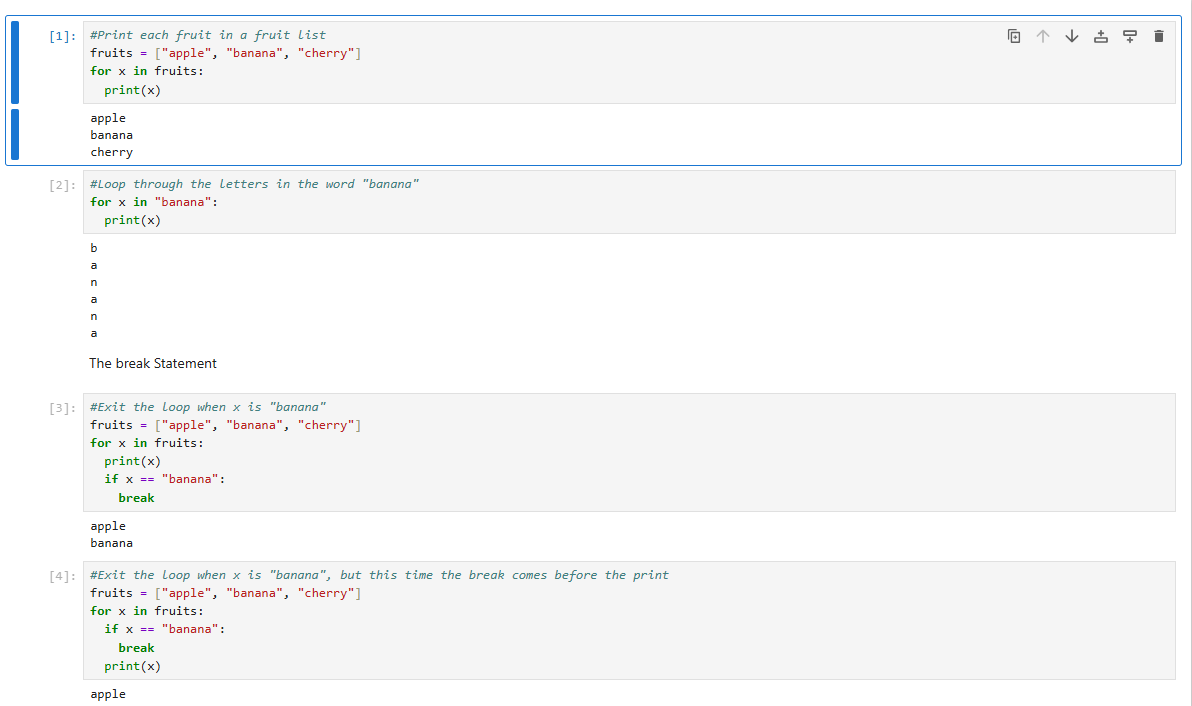 [1]: #Print each fruit in a fruit list
fruits = ["apple", "banana", "cherry"]
for x in fruits:
  print(x)
apple
banana
cherry
[2]: #Loop through the letters in the word "banana"
for x in "banana":
  print(x)
b
a
n
a
n
a
The break Statement
[3]: #Exit the loop when x is "banana"
fruits = ["apple", "banana", "cherry"]
for x in fruits:
  print(x)
  if x == "banana":
    break
apple
banana
[4]: #Exit the loop when x is "banana", but this time the break comes before the print
fruits = ["apple", "banana", "cherry"]
for x in fruits:
  if x == "banana":
    break
  print(x)
apple